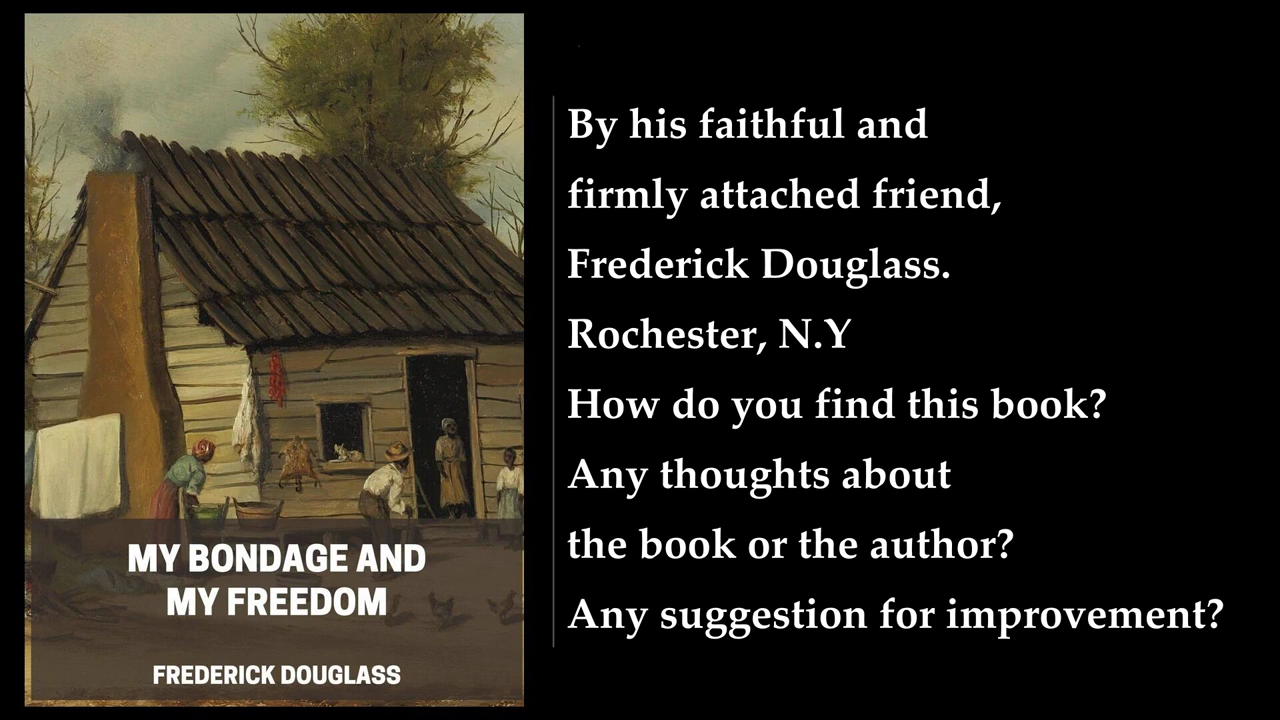 MY BONDAGE AND
MY FREEDOM
FREDERICK DOUGLASS
By his faithful and
firmly attached friend,
Frederick Douglass.
Rochester, N.Y
How do you find this book?
Any thoughts about
the book or the author?
Any suggestion for improvement?